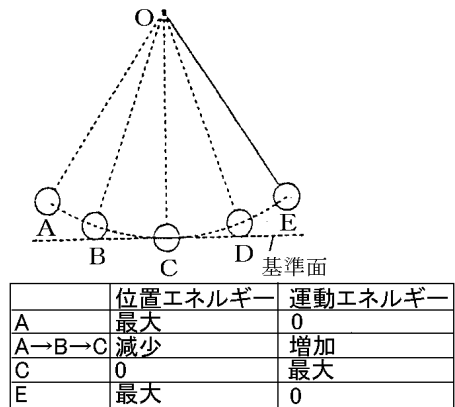 O
A
B
C
D
E
基準面
位置エネルギー 運動エネルギー
A 最大 0
A→B→C 減少 増加
C 0 最大
E 最大 0